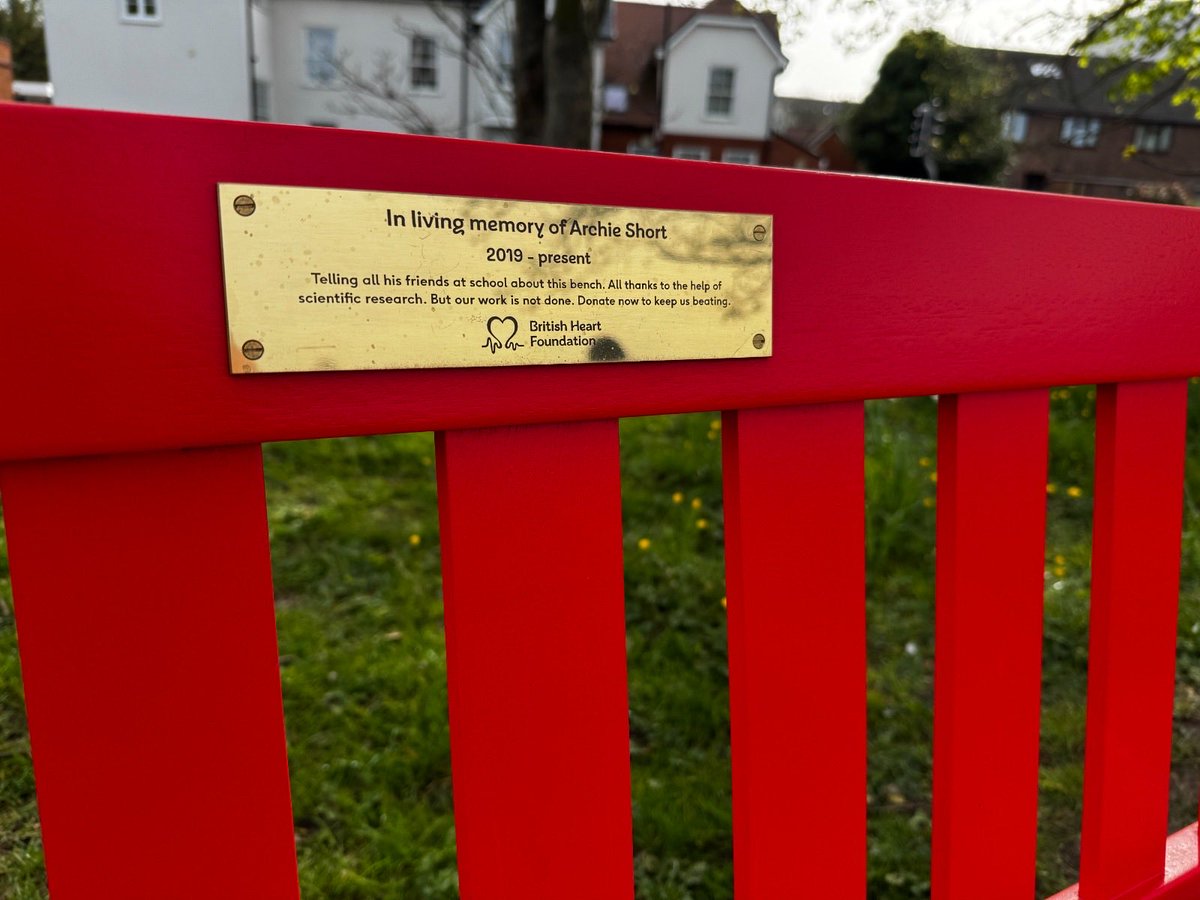 In living memory of Archie Short
2019 - present
Telling all his friends at school about this bench. All thanks to the help of
scientific research. But our work is not done. Donate now to keep us beating.
British Heart
Foundation